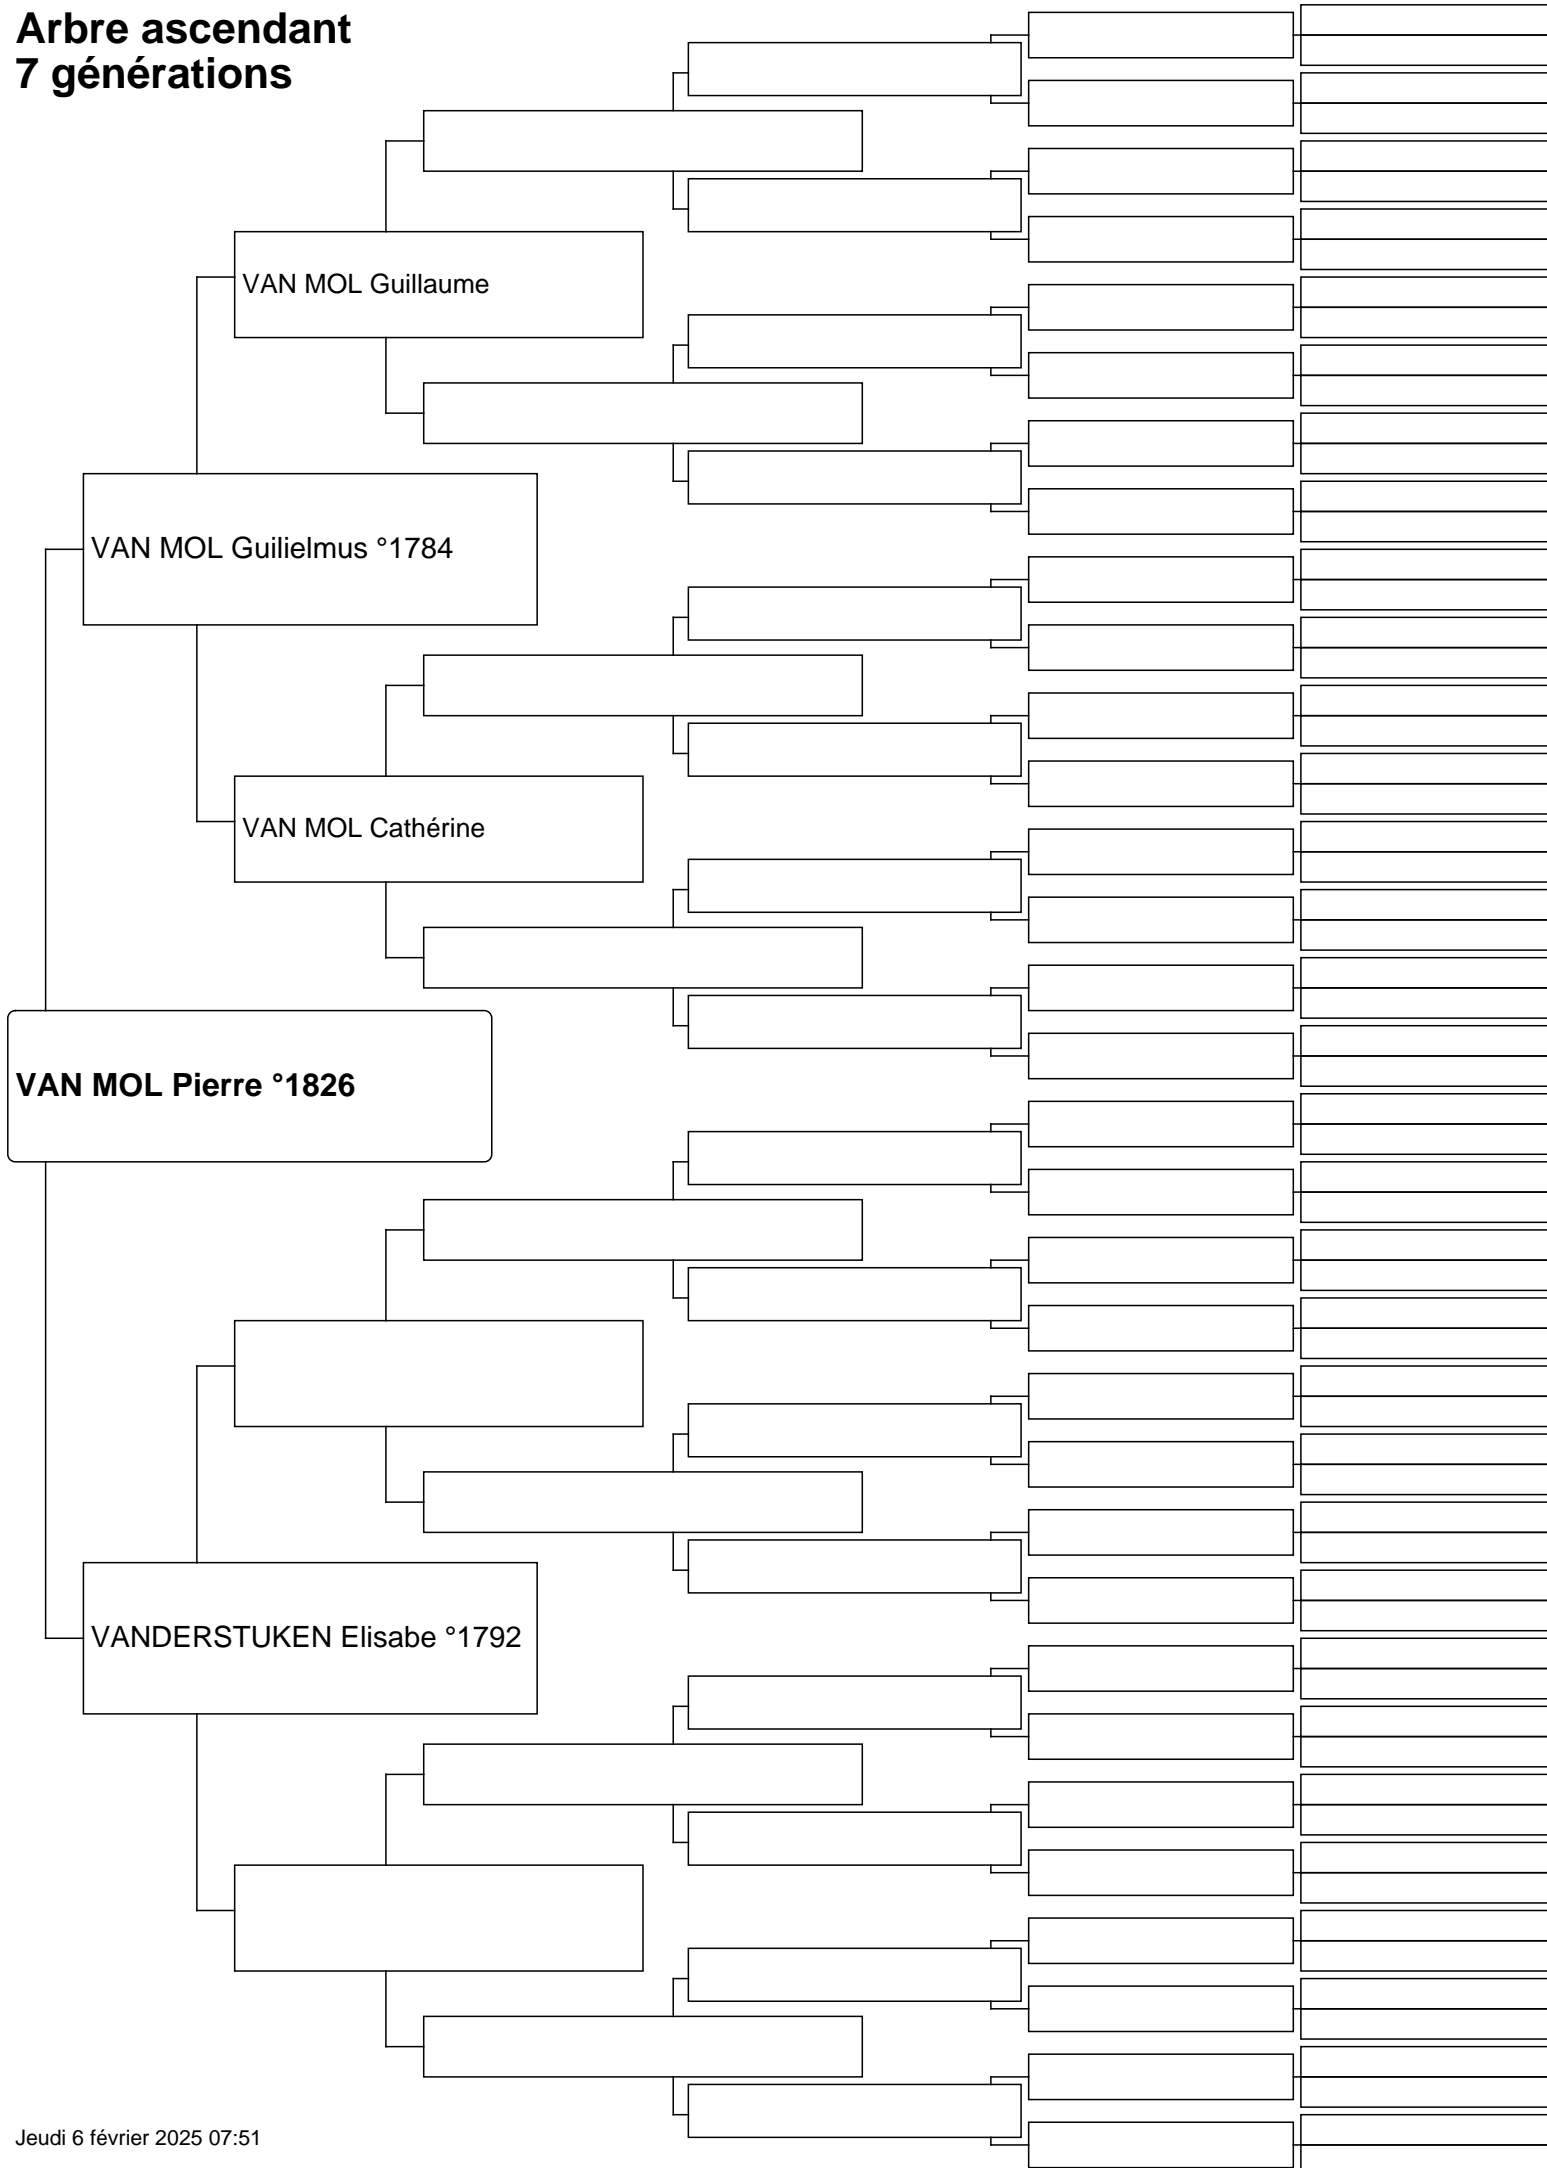 Arbre ascendant
7 générations
VAN MOL Guillaume
VAN MOL Guilielmus °1784
VAN MOL Cathérine
VAN MOL Pierre °1826
VANDERSTUKEN Elisabe °1792
Jeudi 6 février 2025 07:51